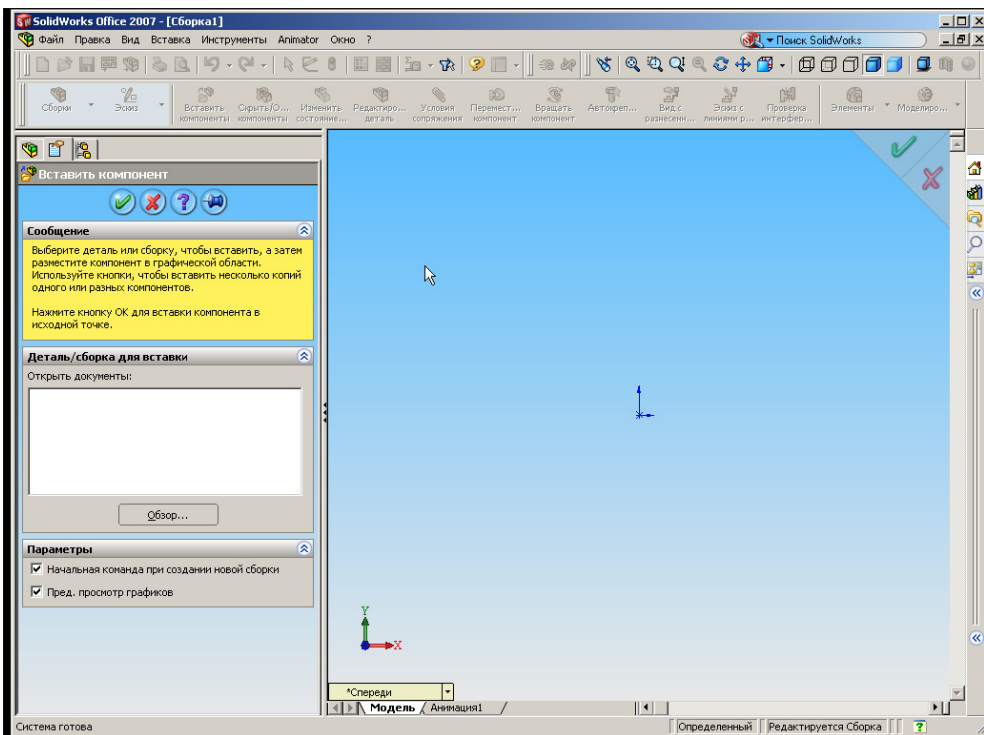 SolidWorks Office 2007 - [Сборка1]
Файл Правка Вид Вставка Инструменты Animator Окно ?
Поиск SolidWorks
Сборки
Эскиз
Вставить компоненты
Скрыть/О... компоненты
Изменить состояние...
Редактиро... деталь
Условия сопряжения
Перемест... компонент
Вращать компонент
Автокреп...
Вид с разнесенн...
Эскиз с линиями р...
Проверка интерфер...
Элементы
Моделиро...
Вставить компонент
Сообщение
Выберите деталь или сборку, чтобы вставить, а затем
разместите компонент в графической области.
Используйте кнопки, чтобы вставить несколько копий
одного или разных компонентов.
Нажмите кнопку ОК для вставки компонента в
исходной точке.
Деталь/сборка для вставки
Открыть документы:
Обзор...
Параметры
Начальная команда при создании новой сборки
Пред. просмотр графиков
Y
X
*Спереди
Модель
Анимация1
Система готова
Определенный
Редактируется Сборка
?